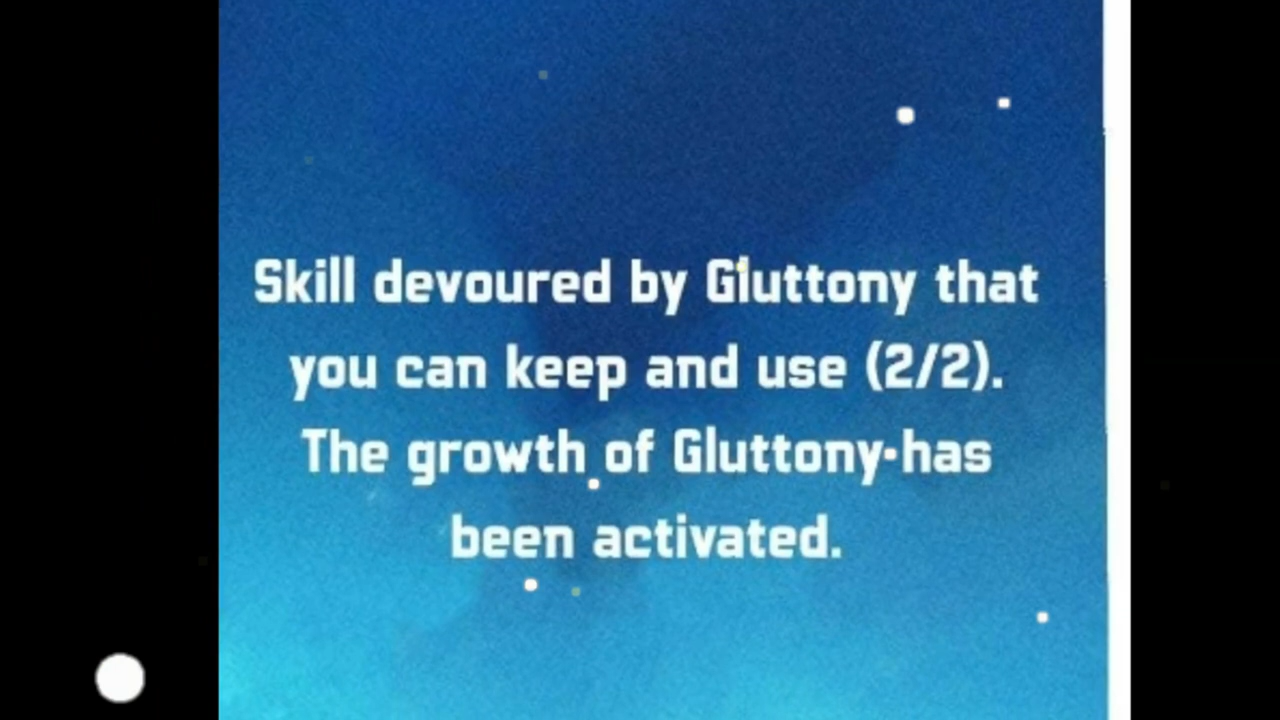 Skill devoured by Gluttony that
you can keep and use (2/2).
The growth of Gluttony has
been activated.